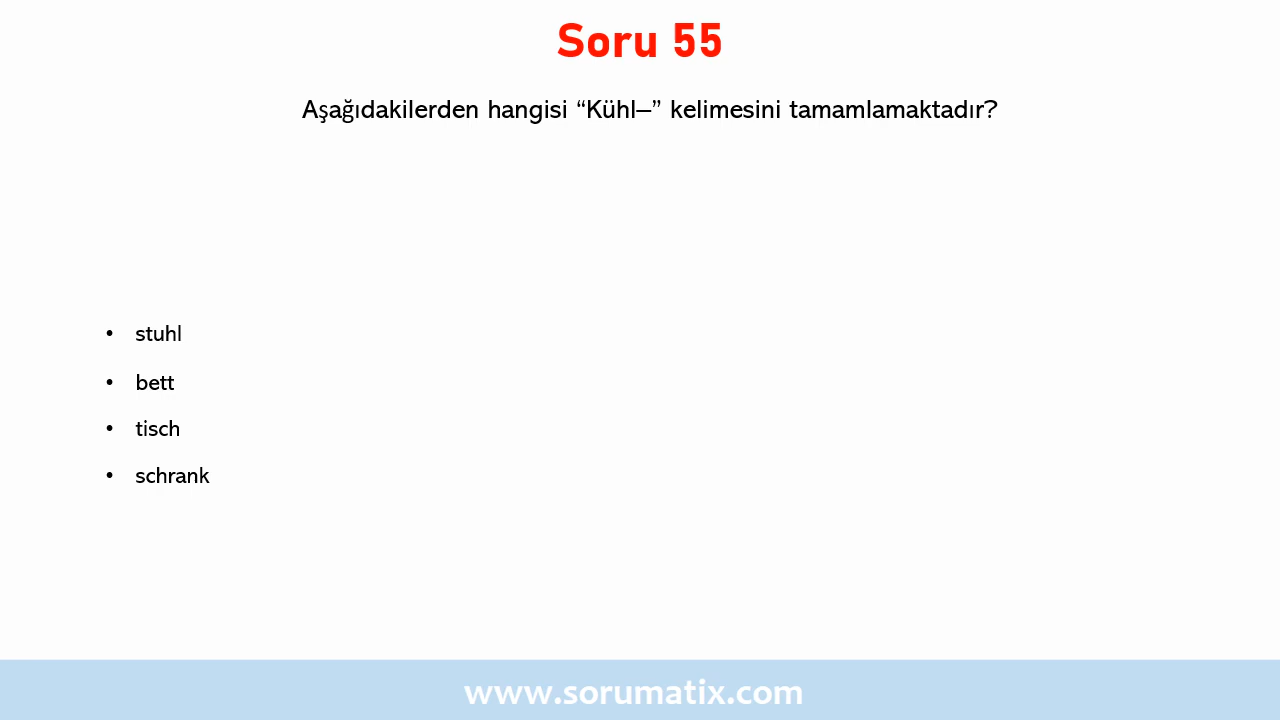 Soru 55
Aşağıdakilerden hangisi “Kühl–” kelimesini tamamlamaktadır?
• stuhl
• bett
• tisch
• schrank
www.sorumatix.com